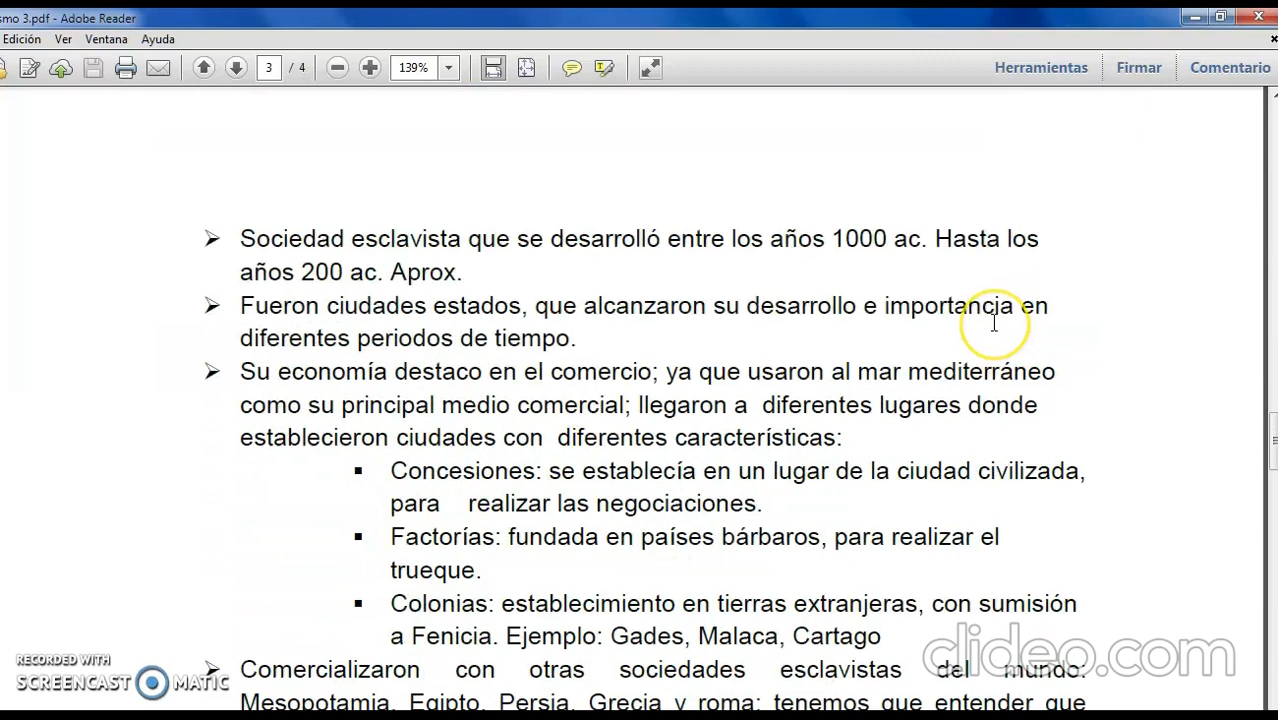 smo 3.pdf - Adobe Reader
Edición Ver Ventana Ayuda
3 / 4 139% Herramientas Firmar Comentario
➢ Sociedad esclavista que se desarrolló entre los años 1000 ac. Hasta los
años 200 ac. Aprox.
➢ Fueron ciudades estados, que alcanzaron su desarrollo e importancia en
diferentes periodos de tiempo.
➢ Su economía destaco en el comercio; ya que usaron al mar mediterráneo
como su principal medio comercial; llegaron a diferentes lugares donde
establecieron ciudades con diferentes características:
▪ Concesiones: se establecía en un lugar de la ciudad civilizada,
para realizar las negociaciones.
▪ Factorías: fundada en países bárbaros, para realizar el
trueque.
▪ Colonias: establecimiento en tierras extranjeras, con sumisión
a Fenicia. Ejemplo: Gades, Malaca, Cartago
➢ Comercializaron con otras sociedades esclavistas del mundo:
Mesopotamia, Egipto, Persia, Grecia y roma; tenemos que entender que
RECORDED WITH
SCREENCAST MATIC
clideo.com